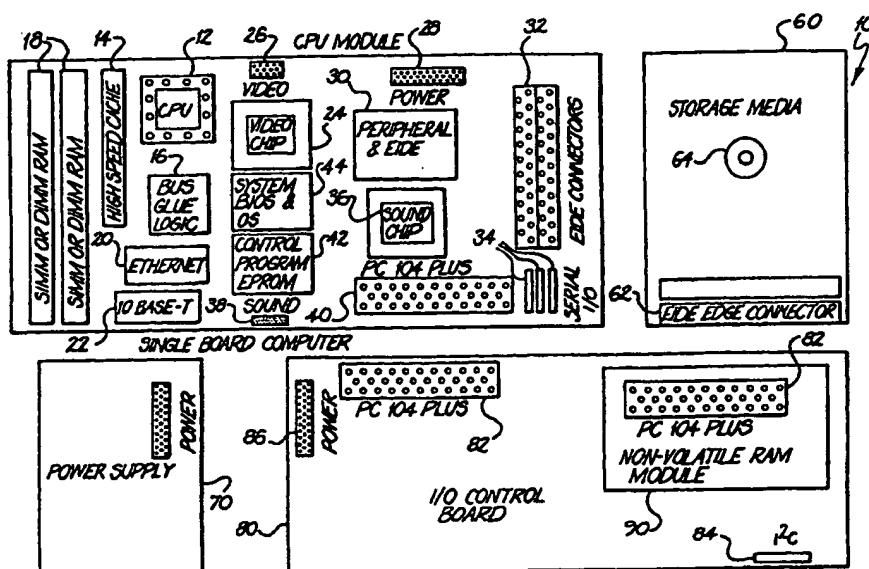 18
14
12
26
CPU MODULE
28
32
60
10
SIMM OR DIMM RAM
SIMM OR DIMM RAM
HIGH SPEED CACHE
CPU
VIDEO
VIDEO CHIP
24
30
POWER
PERIPHERAL & EIDE
EIDE CONNECTORS
STORAGE MEDIA
64
16
BUS GLUE LOGIC
44
SYSTEM BIOS & OS
36
SOUND CHIP
34
20
ETHERNET
42
CONTROL PROGRAM EPROM
PC 104 PLUS
40
SERIAL I/O
22
10 BASE-T
38
SOUND
62
EIDE EDGE CONNECTOR
SINGLE BOARD COMPUTER
82
POWER SUPPLY
POWER
70
86
POWER
PC 104 PLUS
82
PC 104 PLUS
NON-VOLATILE RAM MODULE
I/O CONTROL BOARD
80
90
84
I²C